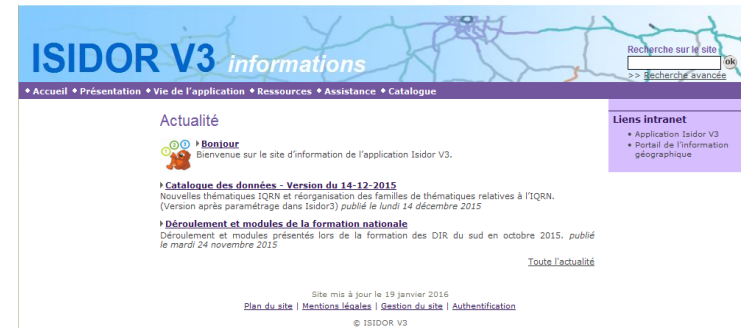 ISIDOR V3 informations
Recherche sur le site
ok
>> Recherche avancée
Accueil Présentation Vie de l'application Ressources Assistance Catalogue
Actualité
Bonjour
Bienvenue sur le site d'information de l'application Isidor V3.
Catalogue des données - Version du 14-12-2015
Nouvelles thématiques IQRN et réorganisation des familles de thématiques relatives à l'IQRN.
(Version après paramétrage dans Isidor3) publié le lundi 14 décembre 2015
Déroulement et modules de la formation nationale
Déroulement et modules présentés lors de la formation des DIR du sud en octobre 2015. publié
le mardi 24 novembre 2015
Toute l'actualité
Liens intranet
Application Isidor V3
Portail de l'information
géographique
Site mis à jour le 19 janvier 2016
Plan du site | Mentions légales | Gestion du site | Authentification
© ISIDOR V3